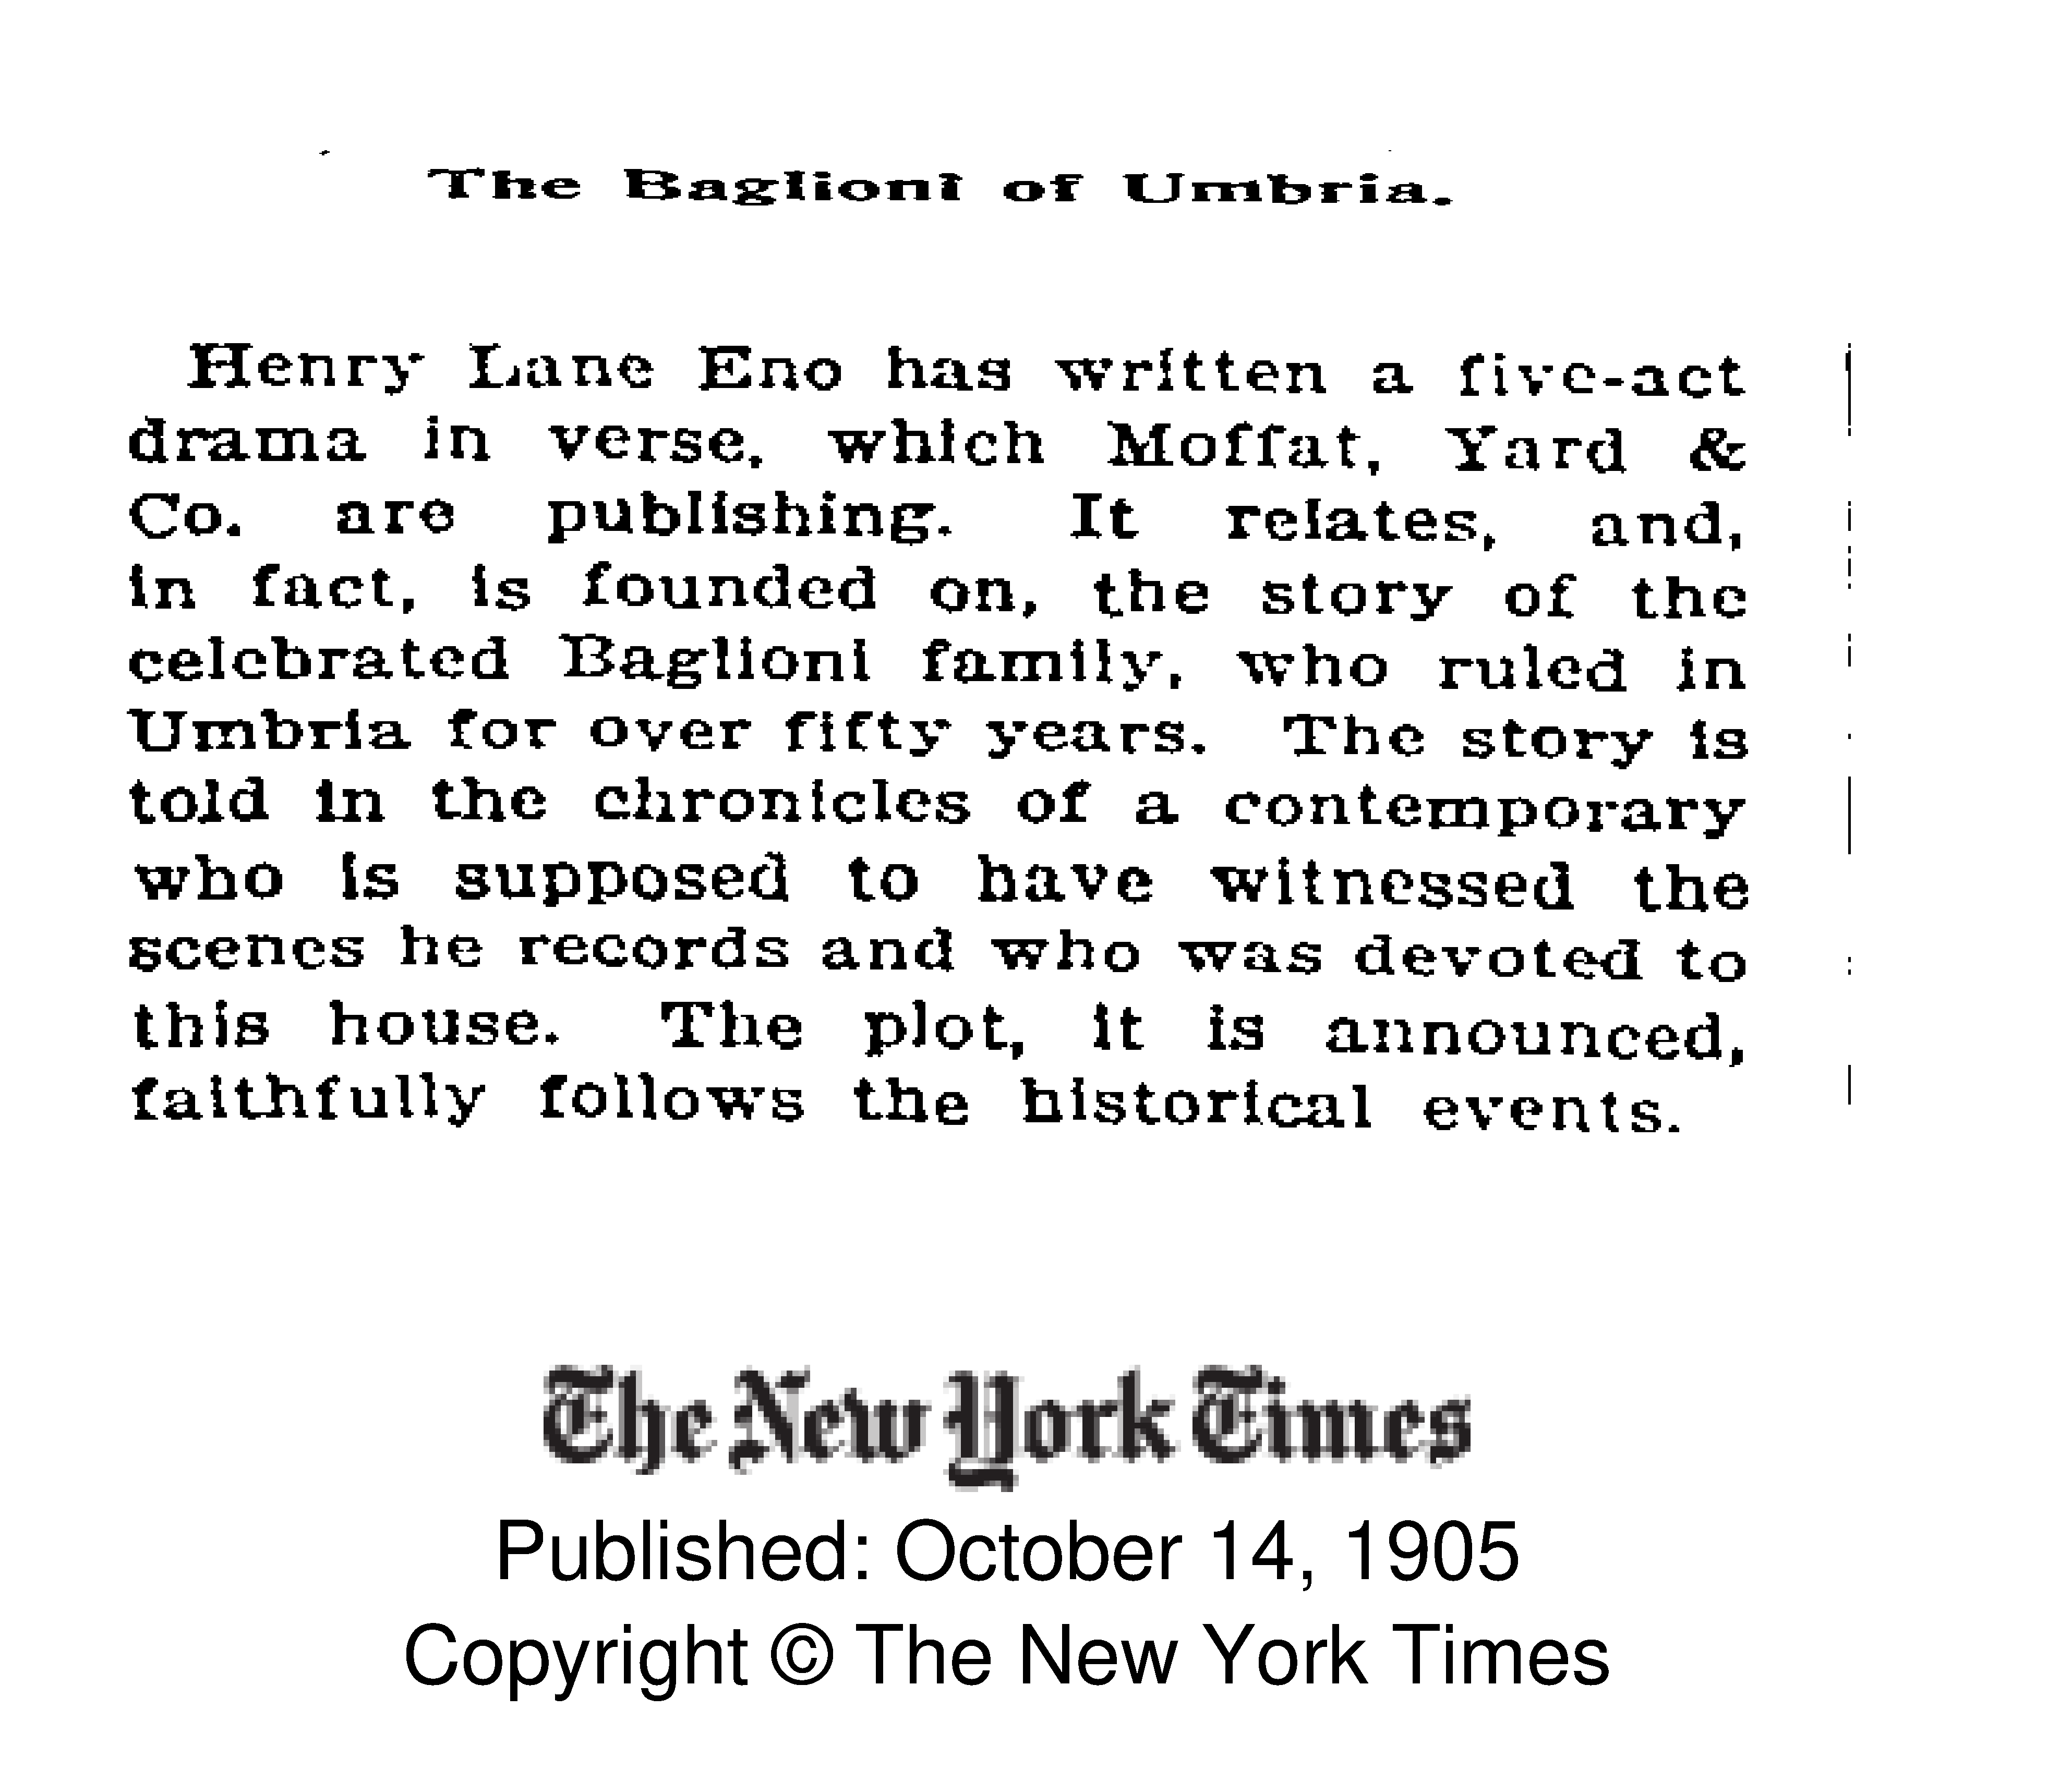 The Baglioni of Umbria.
Henry Lane Eno has written a five-act
drama in verse, which Moffat, Yard &
Co. are publishing. It relates, and,
in fact, is founded on, the story of the
celebrated Baglioni family, who ruled in
Umbria for over fifty years. The story is
told in the chronicles of a contemporary
who is supposed to have witnessed the
scenes he records and who was devoted to
this house. The plot, it is announced,
faithfully follows the historical events.
The New York Times
Published: October 14, 1905
Copyright © The New York Times